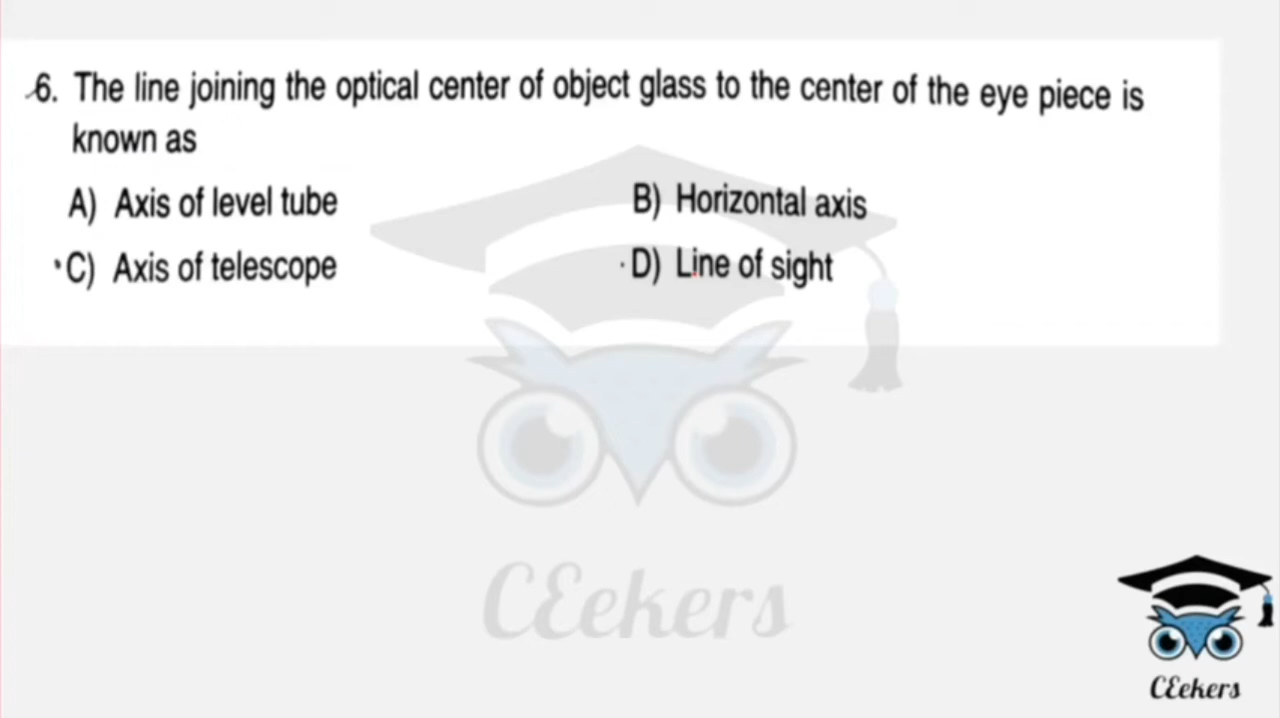 6. The line joining the optical center of object glass to the center of the eye piece is
known as
A) Axis of level tube
B) Horizontal axis
C) Axis of telescope
D) Line of sight
CEekers
CEekers